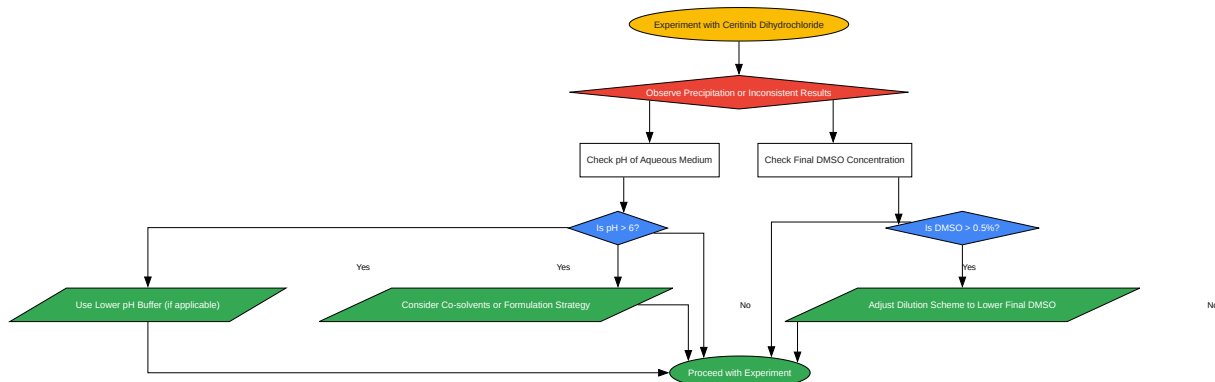 Experiment with Ceritinib Dihydrochloride
Observe Precipitation or Inconsistent Results
Check pH of Aqueous Medium
Check Final DMSO Concentration
Is pH > 6?
Is DMSO > 0.5%?
Yes
Yes
Yes
Use Lower pH Buffer (if applicable)
Consider Co-solvents or Formulation Strategy
No
Adjust Dilution Scheme to Lower Final DMSO
No
Proceed with Experiment